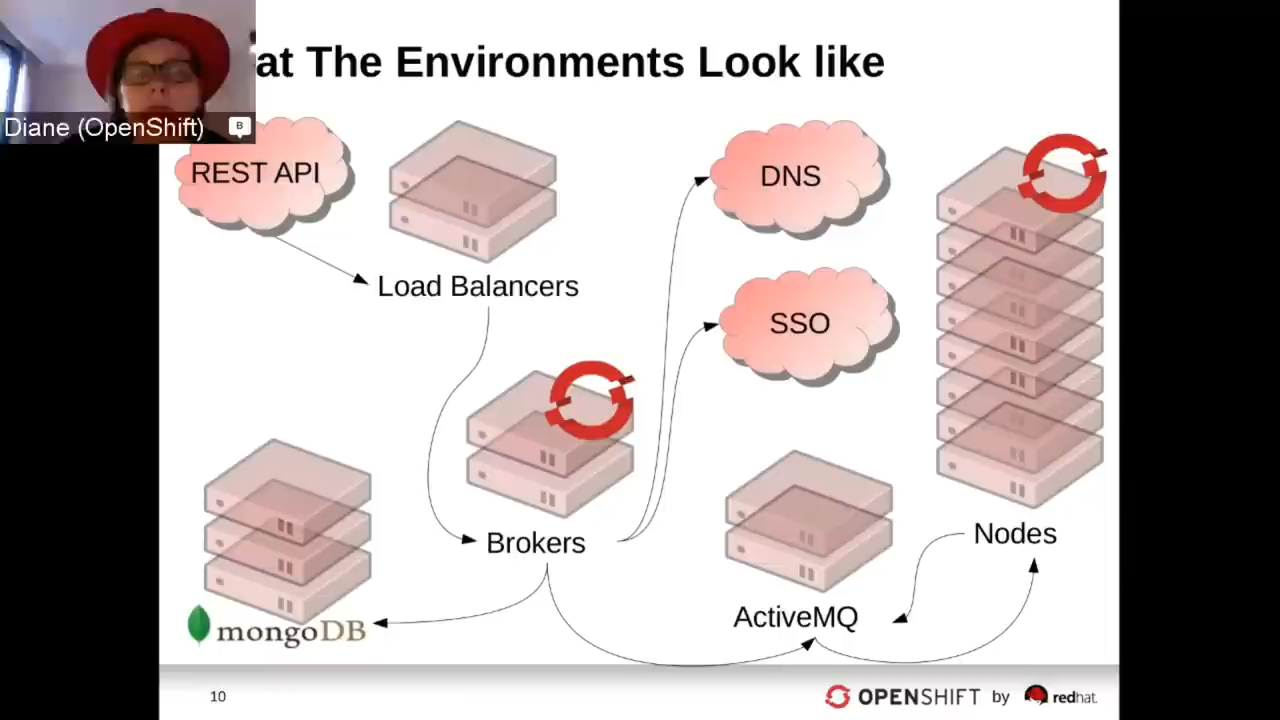 at The Environments Look like
Diane (OpenShift)
B
REST API
DNS
Load Balancers
SSO
Brokers
Nodes
ActiveMQ
mongoDB
10
OPENSHIFT by redhat.